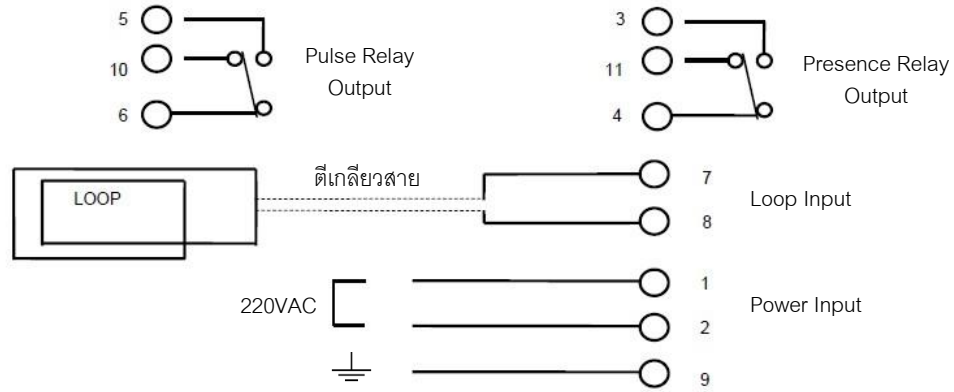 5
10
6
Pulse Relay
Output
3
11
4
Presence Relay
Output
LOOP
ตีเกลียวสาย
7
8
Loop Input
220VAC
1
2
9
Power Input